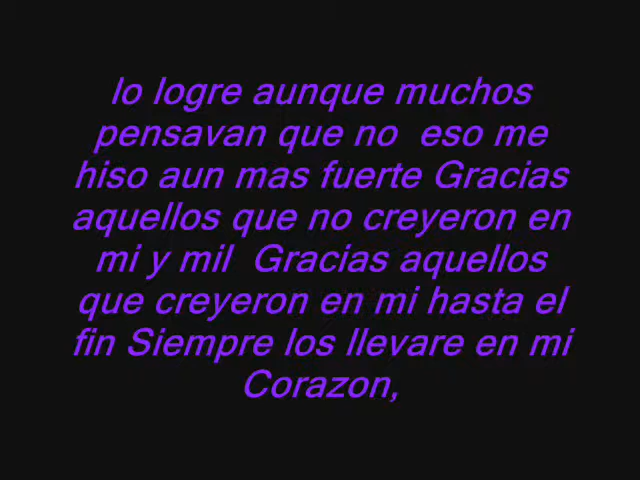 lo logre aunque muchos
pensavan que no  eso me
hiso aun mas fuerte Gracias
aquellos que no creyeron en
mi y mil  Gracias aquellos
que creyeron en mi hasta el
fin Siempre los llevare en mi
Corazon,